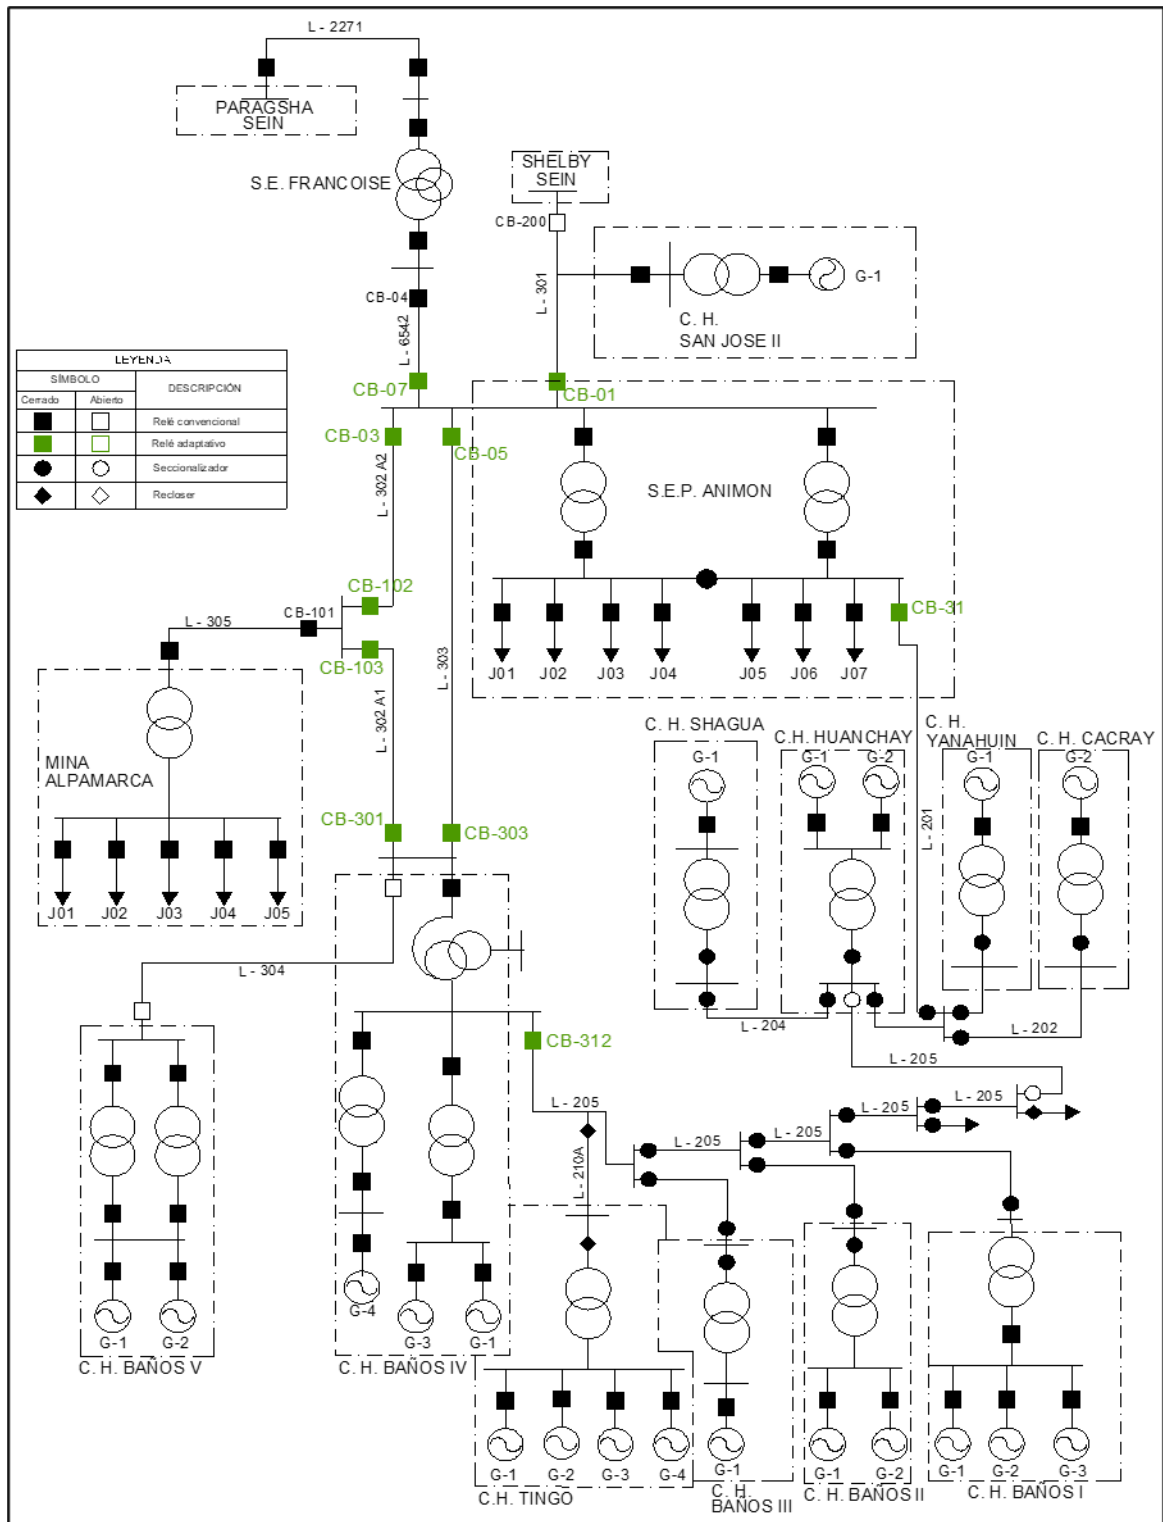 L - 2271
PARAGSHA
SEIN
S.E. FRANCOISE
SHELBY
SEIN
CB-200
L - 301
G-1
C. H.
SAN JOSE II
CB-04
L - 6542
CB-07
CB-01
LEYENDA
SÍMBOLO
DESCRIPCIÓN
Cerrado
Abierto
Relé convencional
Relé adaptativo
Seccionalizador
Recloser
CB-03
CB-05
L - 302 A2
S.E.P. ANIMON
CB-102
CB-101
L - 305
CB-103
L - 303
L - 302 A1
CB-31
J01
J02
J03
J04
J05
J06
J07
MINA
ALPAMARCA
J01
J02
J03
J04
J05
CB-301
CB-303
C. H. SHAGUA
G-1
C.H. HUANCHAY
G-1
G-2
C. H.
YANAHUIN
G-1
C. H. CACRAY
G-2
L - 201
L - 304
L - 204
L - 202
L - 205
CB-312
L - 205
L - 205
L - 205
L - 205
L - 205
L - 210A
G-4
G-3
G-1
G-1
G-2
C. H. BAÑOS V
C. H. BAÑOS IV
G-1
G-2
G-3
G-4
C.H. TINGO
G-1
C. H.
BAÑOS III
G-1
G-2
C. H. BAÑOS II
G-1
G-2
G-3
C. H. BAÑOS I